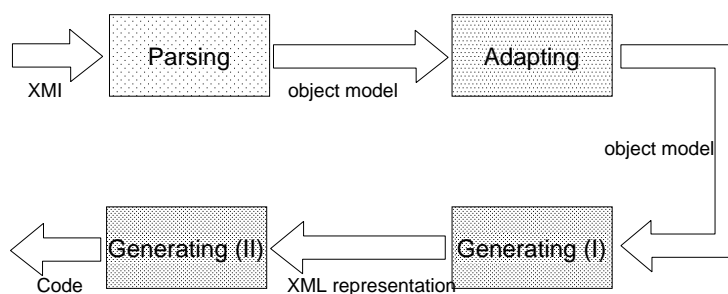 Parsing
Adapting
XMI
object model
object model
Generating (II)
Generating (I)
Code
XML representation